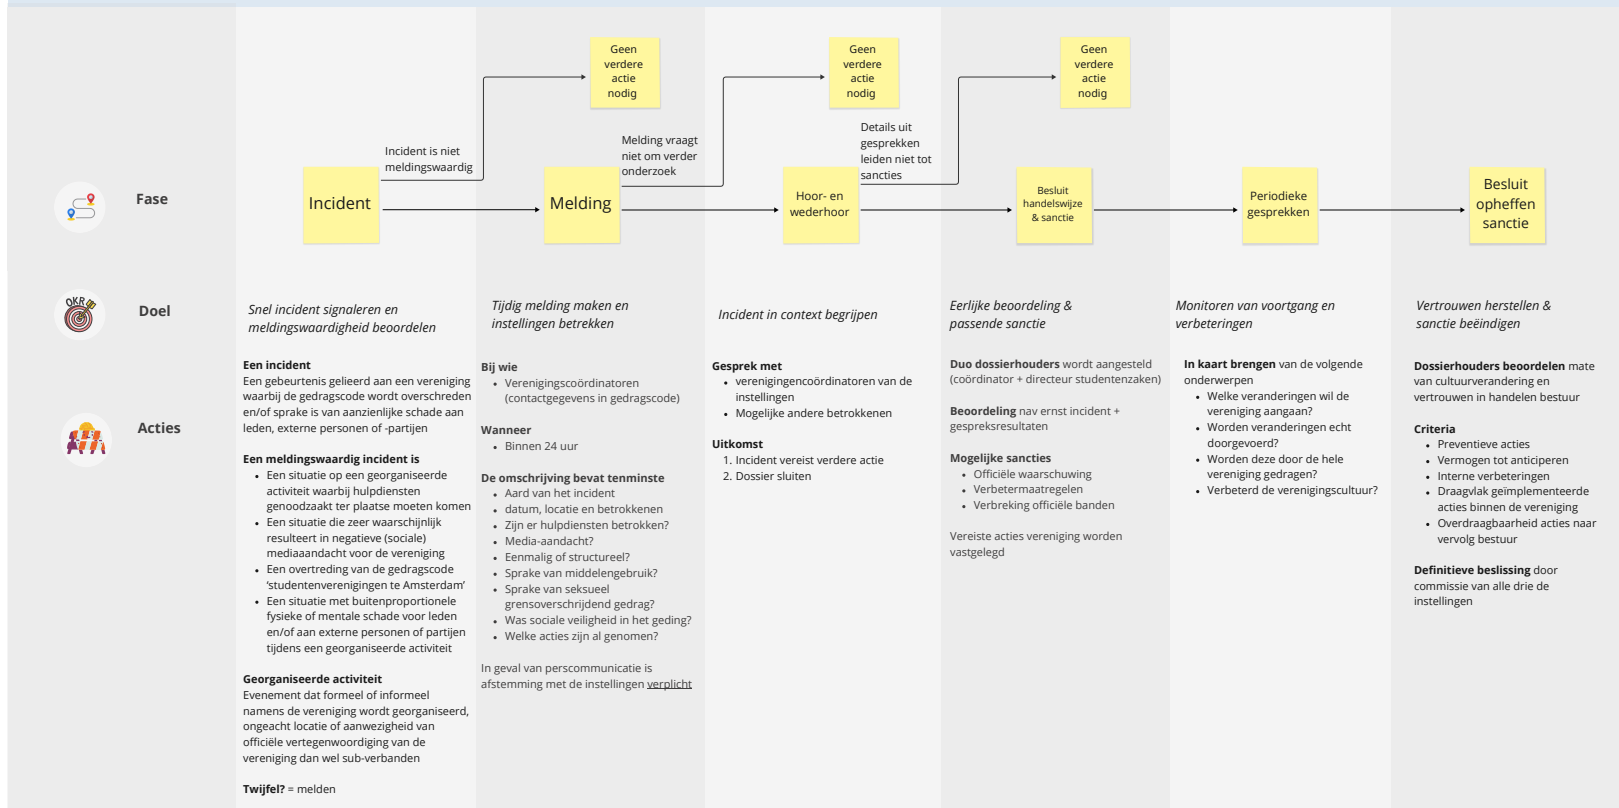 Geen
verdere
actie
nodig
Geen
verdere
actie
nodig
Geen
verdere
actie
nodig
Incident is niet
meldingswaardig
Melding vraagt
niet om verder
onderzoek
Details uit
gesprekken
leiden niet tot
sancties
Fase
Incident
Melding
Hoor- en
wederhoor
Besluit
handelswijze
& sanctie
Periodieke
gesprekken
Besluit
opheffen
sanctie
OKR
Doel
Snel incident signaleren en
meldingswaardigheid beoordelen
Tijdig melding maken en
instellingen betrekken
Incident in context begrijpen
Eerlijke beoordeling &
passende sanctie
Monitoren van voortgang en
verbeteringen
Vertrouwen herstellen &
sanctie beëindigen
Acties
Een incident
Een gebeurtenis gelieerd aan een vereniging
waarbij de gedragscode wordt overschreden
en/of sprake is van aanzienlijke schade aan
leden, externe personen of -partijen
Een meldingswaardig incident is
• Een situatie op een georganiseerde
activiteit waarbij hulpdiensten
genoodzaakt ter plaatse moeten komen
• Een situatie die zeer waarschijnlijk
resulteert in negatieve (sociale)
mediaaandacht voor de vereniging
• Een overtreding van de gedragscode
‘studentenverenigingen te Amsterdam’
• Een situatie met buitenproportionele
fysieke of mentale schade voor leden
en/of aan externe personen of partijen
tijdens een georganiseerde activiteit
Georganiseerde activiteit
Evenement dat formeel of informeel
namens de vereniging wordt georganiseerd,
ongeacht locatie of aanwezigheid van
officiële vertegenwoordiging van de
vereniging dan wel sub-verbanden
Twijfel? = melden
Bij wie
• Verenigingscoördinatoren
(contactgegevens in gedragscode)
Wanneer
• Binnen 24 uur
De omschrijving bevat tenminste
• Aard van het incident
• datum, locatie en betrokkenen
• Zijn er hulpdiensten betrokken?
• Media-aandacht?
• Eenmalig of structureel?
• Sprake van middelengebruik?
• Sprake van seksueel
grensoverschrijdend gedrag?
• Was sociale veiligheid in het geding?
• Welke acties zijn al genomen?
In geval van perscommunicatie is
afstemming met de instellingen verplicht
Gesprek met
• verenigingencoördinatoren van de
instellingen
• Mogelijke andere betrokkenen
Uitkomst
1. Incident vereist verdere actie
2. Dossier sluiten
Duo dossierhouders wordt aangesteld
(coördinator + directeur studentenzaken)
Beoordeling nav ernst incident +
gespreksresultaten
Mogelijke sancties
• Officiële waarschuwing
• Verbetermaatregelen
• Verbreking officiële banden
Vereiste acties vereniging worden
vastgelegd
In kaart brengen van de volgende
onderwerpen
• Welke veranderingen wil de
vereniging aangaan?
• Worden veranderingen echt
doorgevoerd?
• Worden deze door de hele
vereniging gedragen?
• Verbeterd de verenigingscultuur?
Dossierhouders beoordelen mate
van cultuurverandering en
vertrouwen in handelen bestuur
Criteria
• Preventieve acties
• Vermogen tot anticiperen
• Interne verbeteringen
• Draagvlak geïmplementeerde
acties binnen de vereniging
• Overdraagbaarheid acties naar
vervolg bestuur
Definitieve beslissing door
commissie van alle drie de
instellingen